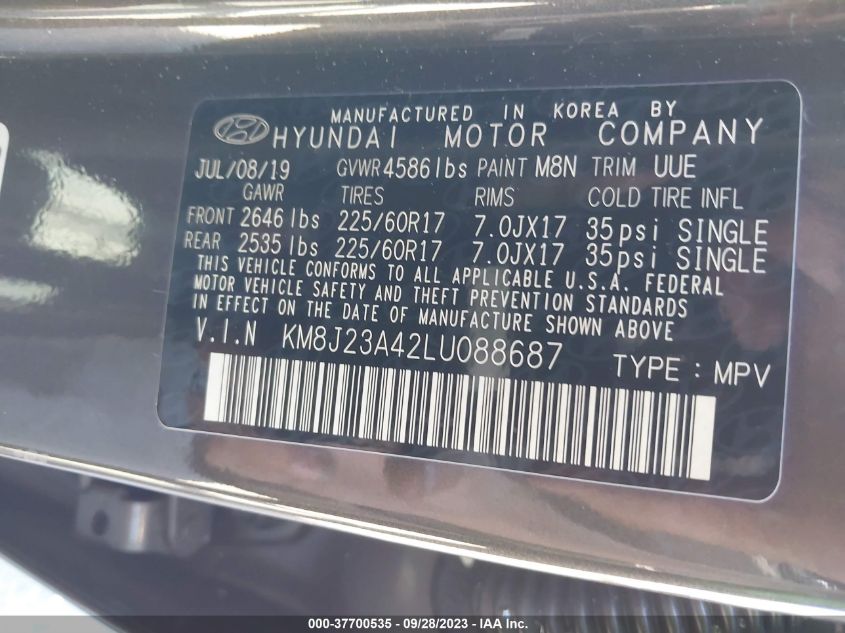 MANUFACTURED IN KOREA BY
HYUNDAI MOTOR COMPANY
JUL/08/19 GVWR 4586 lbs PAINT M8N TRIM UUE
GAWR TIRES RIMS COLD TIRE INFL
FRONT 2646 lbs 225/60R17 7.0JX17 35psi SINGLE
REAR 2535 lbs 225/60R17 7.0JX17 35psi SINGLE
THIS VEHICLE CONFORMS TO ALL APPLICABLE U.S.A. FEDERAL
MOTOR VEHICLE SAFETY AND THEFT PREVENTION STANDARDS
IN EFFECT ON THE DATE OF MANUFACTURE SHOWN ABOVE
V.I.N KM8J23A42LU088687 TYPE : MPV
000-37700535 - 09/28/2023 - IAA Inc.